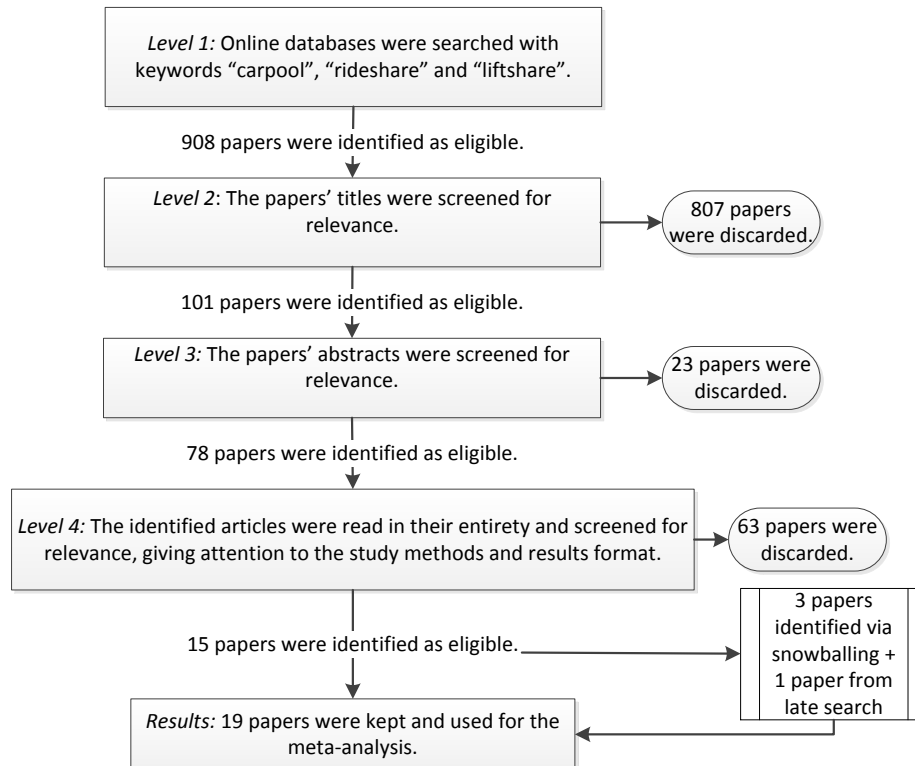 Level 1: Online databases were searched with
keywords “carpool”, “rideshare” and “liftshare”.
908 papers were identified as eligible.
Level 2: The papers’ titles were screened for
relevance.
807 papers
were discarded.
101 papers were identified as eligible.
Level 3: The papers’ abstracts were screened for
relevance.
23 papers were
discarded.
78 papers were identified as eligible.
Level 4: The identified articles were read in their entirety and screened for
relevance, giving attention to the study methods and results format.
63 papers were
discarded.
15 papers were identified as eligible.
3 papers
identified via
snowballing +
1 paper from
late search
Results: 19 papers were kept and used for the
meta-analysis.